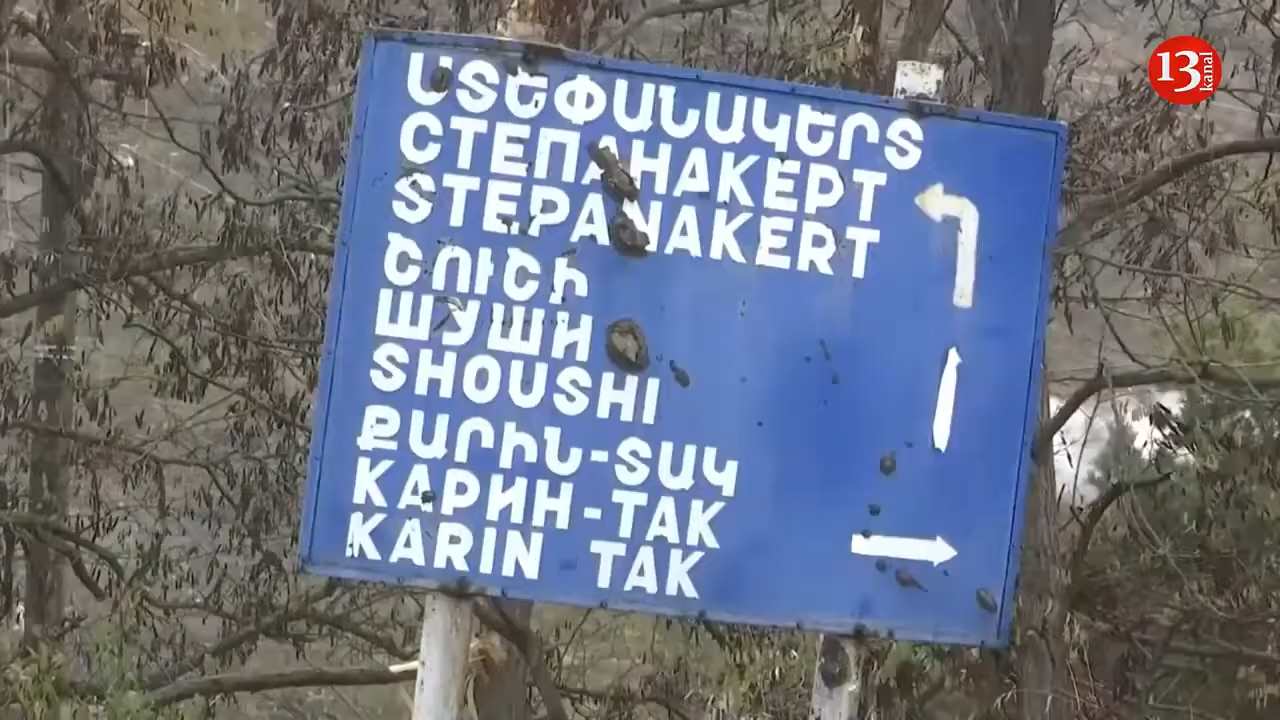 ՍՏԵՓԱՆԱԿԵՐՏ
СТЕПАНАКЕРТ
STEPANAKERT
ՇՈՒՇԻ
ШУШИ
SHOUSHI
ՔԱՐԻՆ-ՏԱԿ
КАРИН-ТАК
KARIN TAK
13 kanal